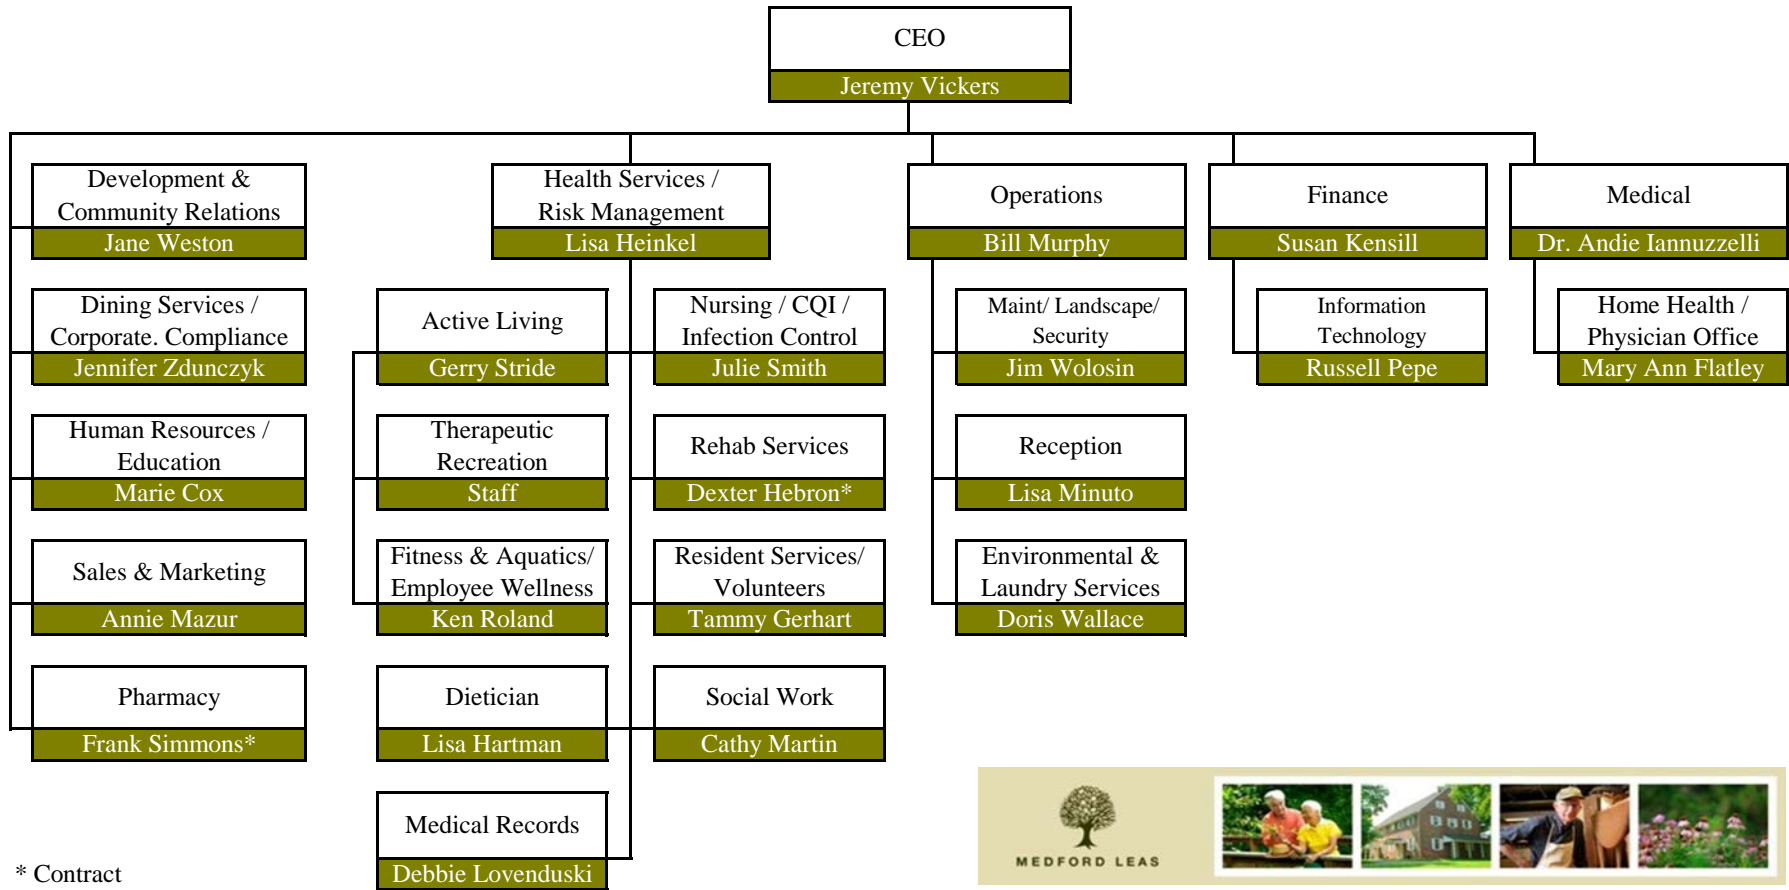 CEO
Jeremy Vickers
Development &
Community Relations
Jane Weston
Health Services /
Risk Management
Lisa Heinkel
Operations
Bill Murphy
Finance
Susan Kensill
Medical
Dr. Andie Iannuzzelli
Dining Services /
Corporate. Compliance
Jennifer Zdunczyk
Active Living
Gerry Stride
Nursing / CQI /
Infection Control
Julie Smith
Maint/ Landscape/
Security
Jim Wolosin
Information
Technology
Russell Pepe
Home Health /
Physician Office
Mary Ann Flatley
Human Resources /
Education
Marie Cox
Therapeutic
Recreation
Staff
Rehab Services
Dexter Hebron*
Reception
Lisa Minuto
Sales & Marketing
Annie Mazur
Fitness & Aquatics/
Employee Wellness
Ken Roland
Resident Services/
Volunteers
Tammy Gerhart
Environmental &
Laundry Services
Doris Wallace
Pharmacy
Frank Simmons*
Dietician
Lisa Hartman
Social Work
Cathy Martin
Medical Records
Debbie Lovenduski
* Contract
MEDFORD LEAS